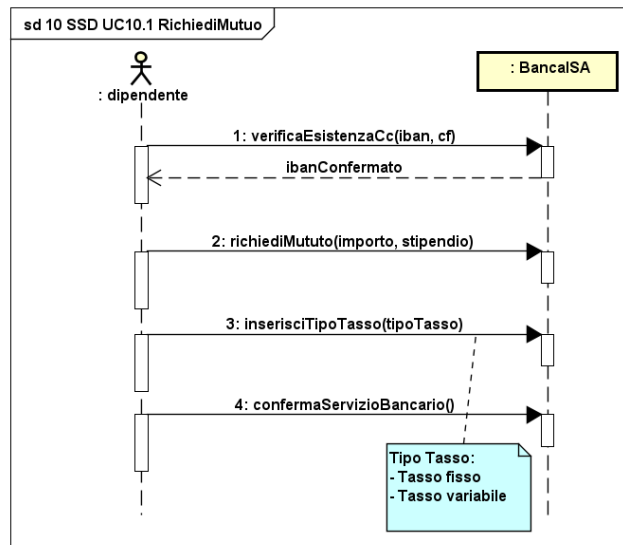 sd 10 SSD UC10.1 RichiediMutuo
: dipendente
: BancaISA
1: verificaEsistenzaCc(iban, cf)
ibanConfermato
2: richiediMututo(importo, stipendio)
3: inserisciTipoTasso(tipoTasso)
4: confermaServizioBancario()
Tipo Tasso:
- Tasso fisso
- Tasso variabile